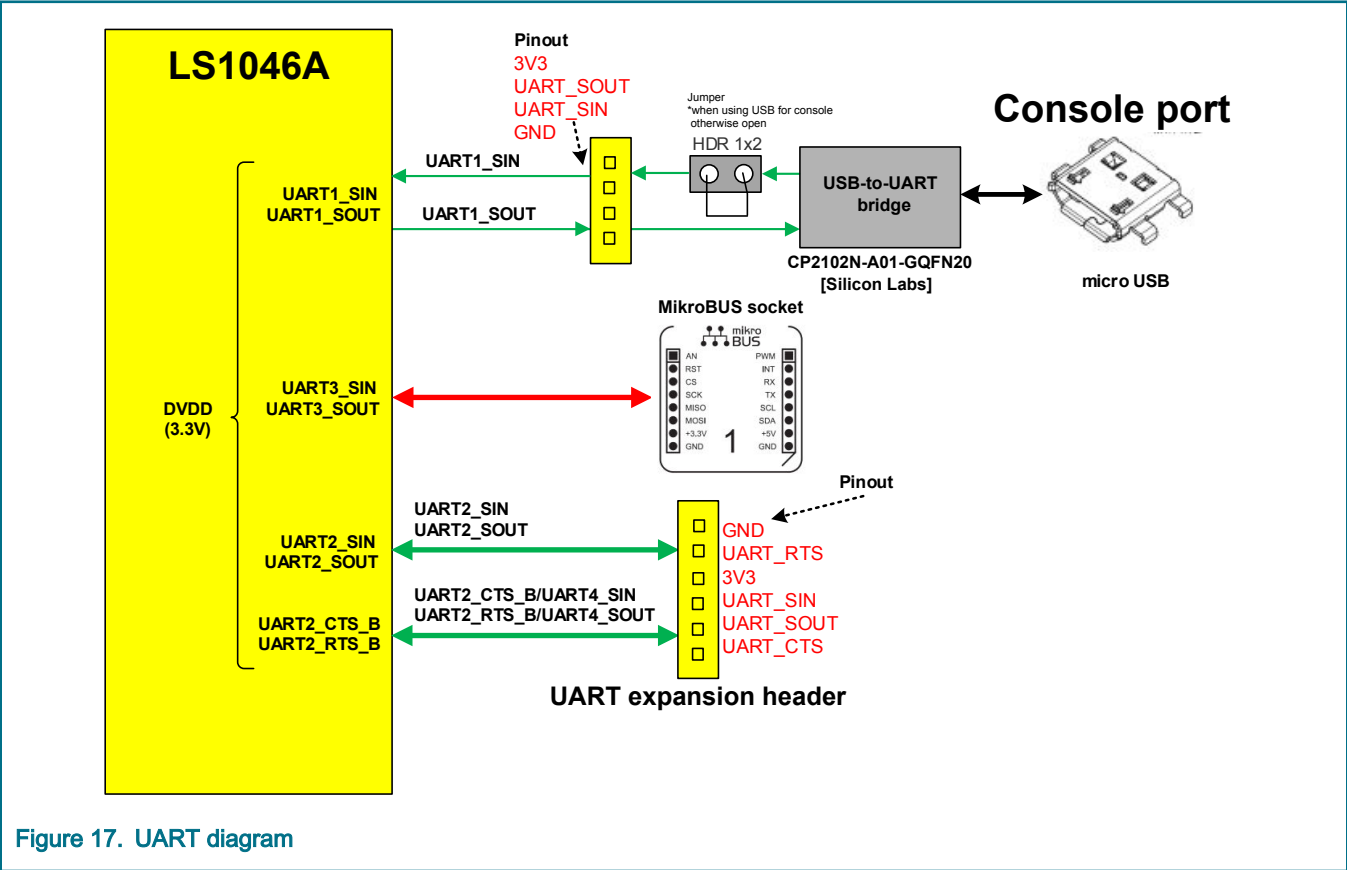 LS1046A
Pinout
3V3
UART_SOUT
UART_SIN
GND
Jumper
*when using USB for console
otherwise open
HDR 1x2
Console port
UART1_SIN
UART1_SIN
UART1_SOUT
UART1_SOUT
USB-to-UART
bridge
CP2102N-A01-GQFN20
[Silicon Labs]
micro USB
MikroBUS socket
mikro
BUS
AN PWM
RST INT
CS RX
SCK TX
MISO SCL
MOSI SDA
+3.3V +5V
GND 1 GND
UART3_SIN
UART3_SOUT
DVDD
(3.3V)
Pinout
UART2_SIN
UART2_SOUT
UART2_SIN
UART2_SOUT
UART2_CTS_B/UART4_SIN
UART2_RTS_B/UART4_SOUT
UART2_CTS_B
UART2_RTS_B
GND
UART_RTS
3V3
UART_SIN
UART_SOUT
UART_CTS
UART expansion header
Figure 17. UART diagram